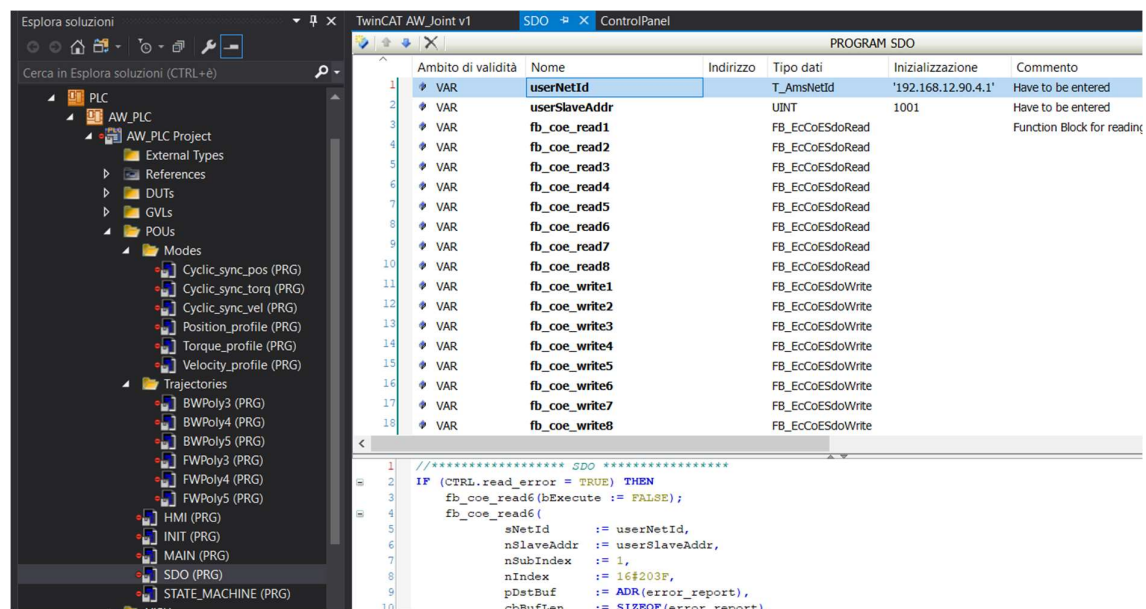 Esplora soluzioni
Cerca in Esplora soluzioni (CTRL+è)
PLC
AW_PLC
AW_PLC Project
External Types
References
DUTs
GVLs
POUs
Modes
Cyclic_sync_pos (PRG)
Cyclic_sync_torq (PRG)
Cyclic_sync_vel (PRG)
Position_profile (PRG)
Torque_profile (PRG)
Velocity_profile (PRG)
Trajectories
BWPoly3 (PRG)
BWPoly4 (PRG)
BWPoly5 (PRG)
FWPoly3 (PRG)
FWPoly4 (PRG)
FWPoly5 (PRG)
HMI (PRG)
INIT (PRG)
MAIN (PRG)
SDO (PRG)
STATE_MACHINE (PRG)
TwinCAT AW_Joint v1 SDO ControlPanel
PROGRAM SDO
Ambito di validità Nome Indirizzo Tipo dati Inizializzazione Commento
1 VAR userNetId T_AmsNetId '192.168.12.90.4.1' Have to be entered
2 VAR userSlaveAddr UINT 1001 Have to be entered
3 VAR fb_coe_read1 FB_EcCoESdoRead Function Block for reading
4 VAR fb_coe_read2 FB_EcCoESdoRead
5 VAR fb_coe_read3 FB_EcCoESdoRead
6 VAR fb_coe_read4 FB_EcCoESdoRead
7 VAR fb_coe_read5 FB_EcCoESdoRead
8 VAR fb_coe_read6 FB_EcCoESdoRead
9 VAR fb_coe_read7 FB_EcCoESdoRead
10 VAR fb_coe_read8 FB_EcCoESdoRead
11 VAR fb_coe_write1 FB_EcCoESdoWrite
12 VAR fb_coe_write2 FB_EcCoESdoWrite
13 VAR fb_coe_write3 FB_EcCoESdoWrite
14 VAR fb_coe_write4 FB_EcCoESdoWrite
15 VAR fb_coe_write5 FB_EcCoESdoWrite
16 VAR fb_coe_write6 FB_EcCoESdoWrite
17 VAR fb_coe_write7 FB_EcCoESdoWrite
18 VAR fb_coe_write8 FB_EcCoESdoWrite
1 //****************** SDO *****************
2 IF (CTRL.read_error = TRUE) THEN
3 fb_coe_read6(bExecute := FALSE);
4 fb_coe_read6(
5 sNetId := userNetId,
6 nSlaveAddr := userSlaveAddr,
7 nSubIndex := 1,
8 nIndex := 16#203F,
9 pDstBuf := ADR(error_report),
10 cbBufLen := SIZEOF(error_report)